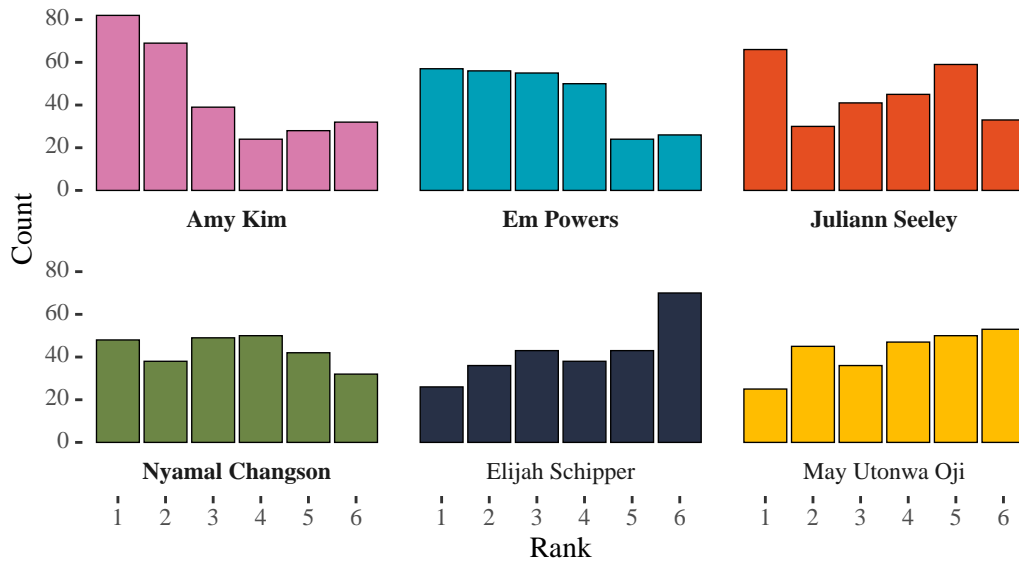 80
60
40
20
0
Amy Kim Em Powers Juliann Seeley
Count
80
60
40
20
0
Nyamal Changson Elijah Schipper May Utonwa Oji
1 2 3 4 5 6 1 2 3 4 5 6 1 2 3 4 5 6
Rank